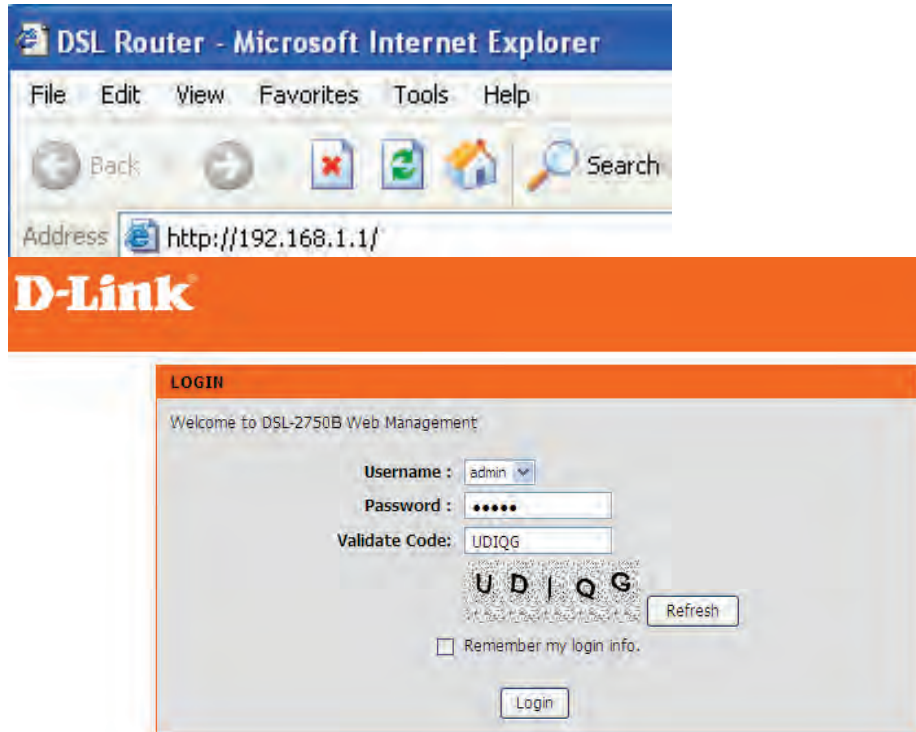 DSL Router - Microsoft Internet Explorer
File Edit View Favorites Tools Help
Back Search
Address http://192.168.1.1/
D-Link
LOGIN
Welcome to DSL-2750B Web Management
Username : admin
Password : •••••
Validate Code: UDIQG
U D I Q G Refresh
Remember my login info.
Login